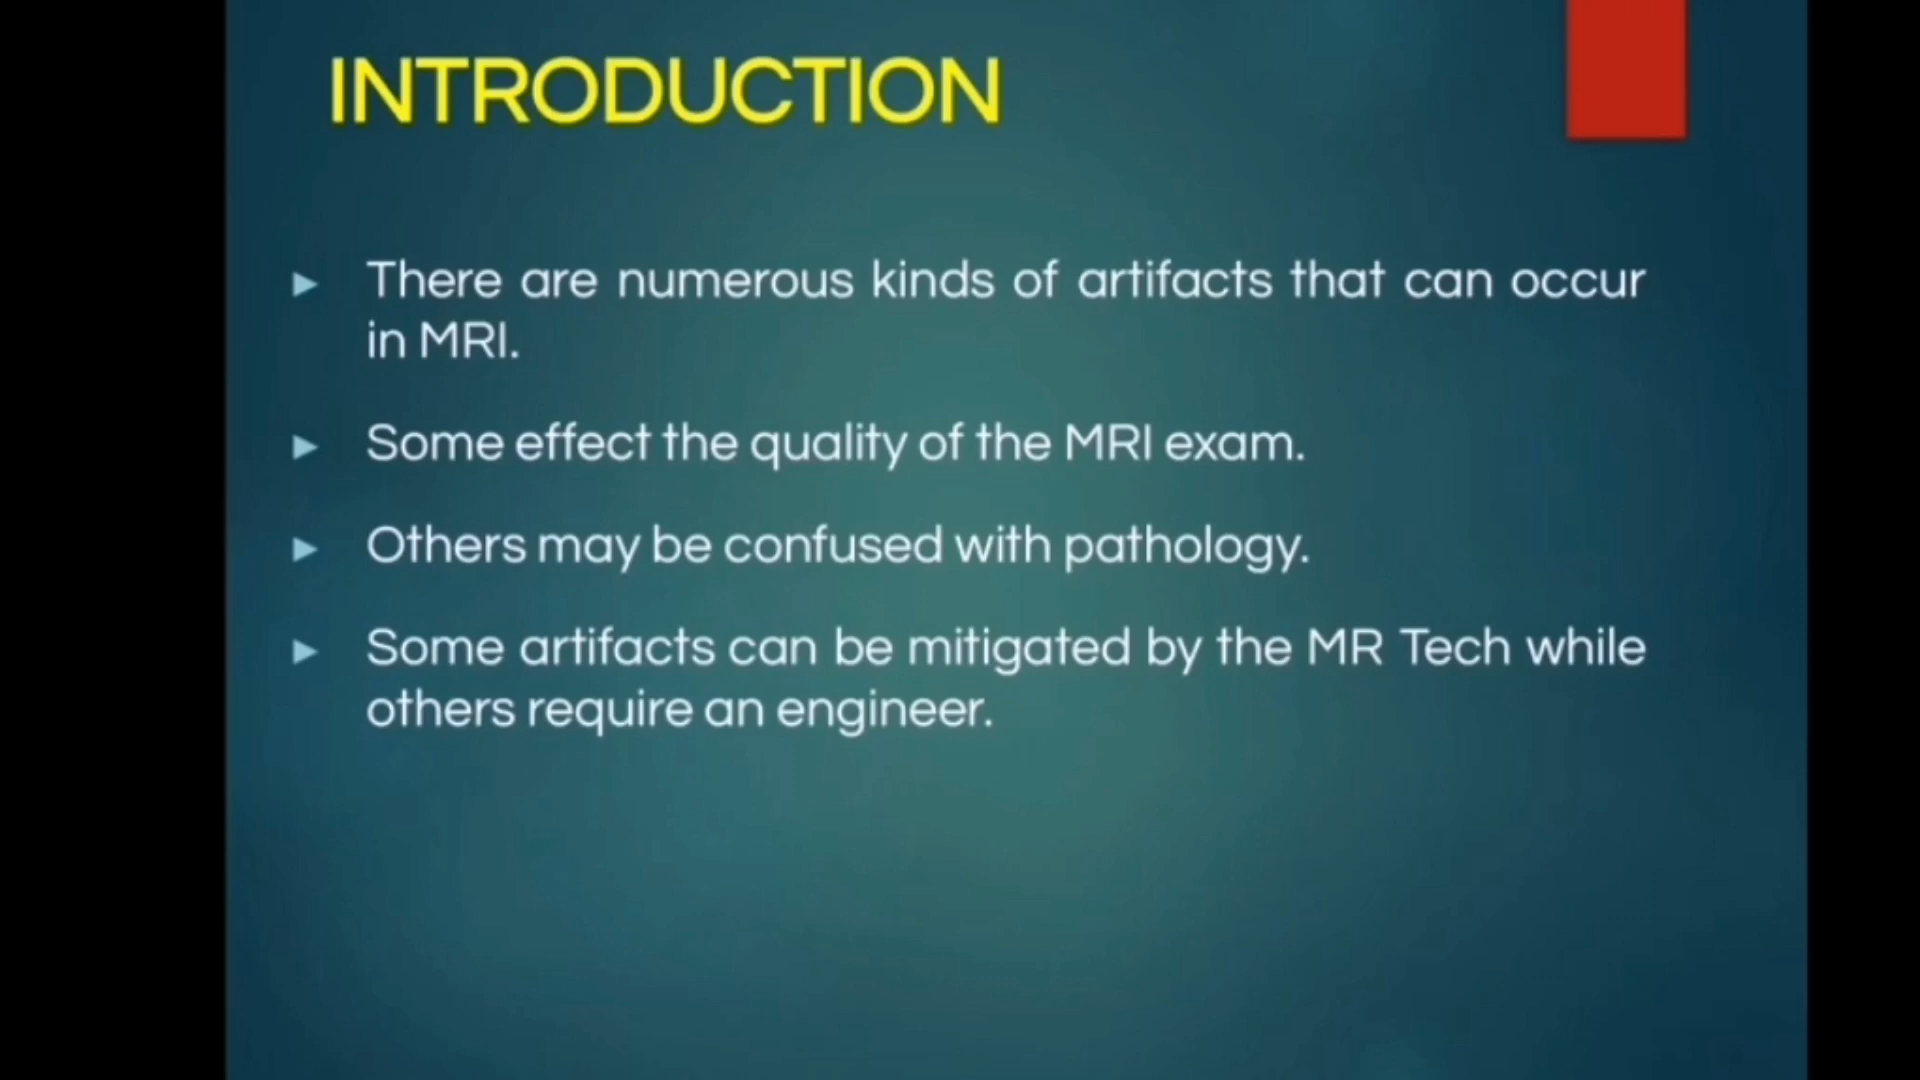 INTRODUCTION
There are numerous kinds of artifacts that can occur
in MRI.
Some effect the quality of the MRI exam.
Others may be confused with pathology.
Some artifacts can be mitigated by the MR Tech while
others require an engineer.